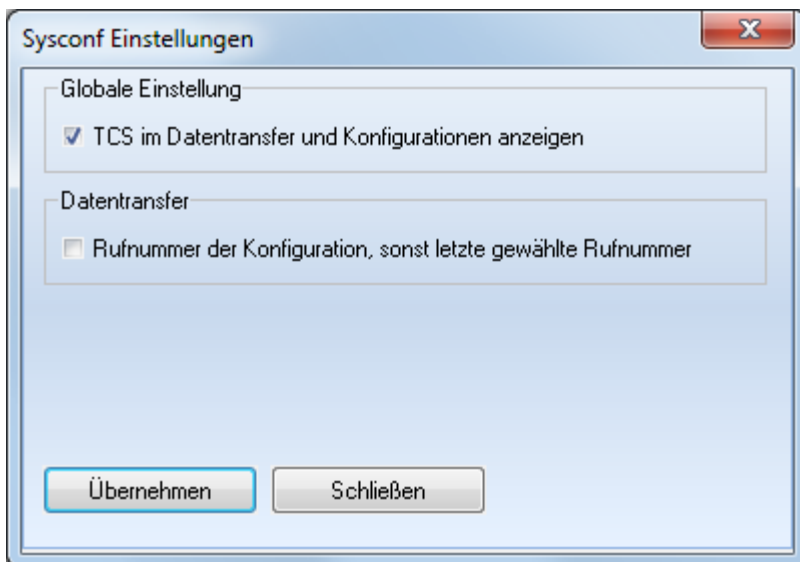 Sysconf Einstellungen
Globale Einstellung
TCS im Datentransfer und Konfigurationen anzeigen
Datentransfer
Rufnummer der Konfiguration, sonst letzte gewählte Rufnummer
Übernehmen
Schließen